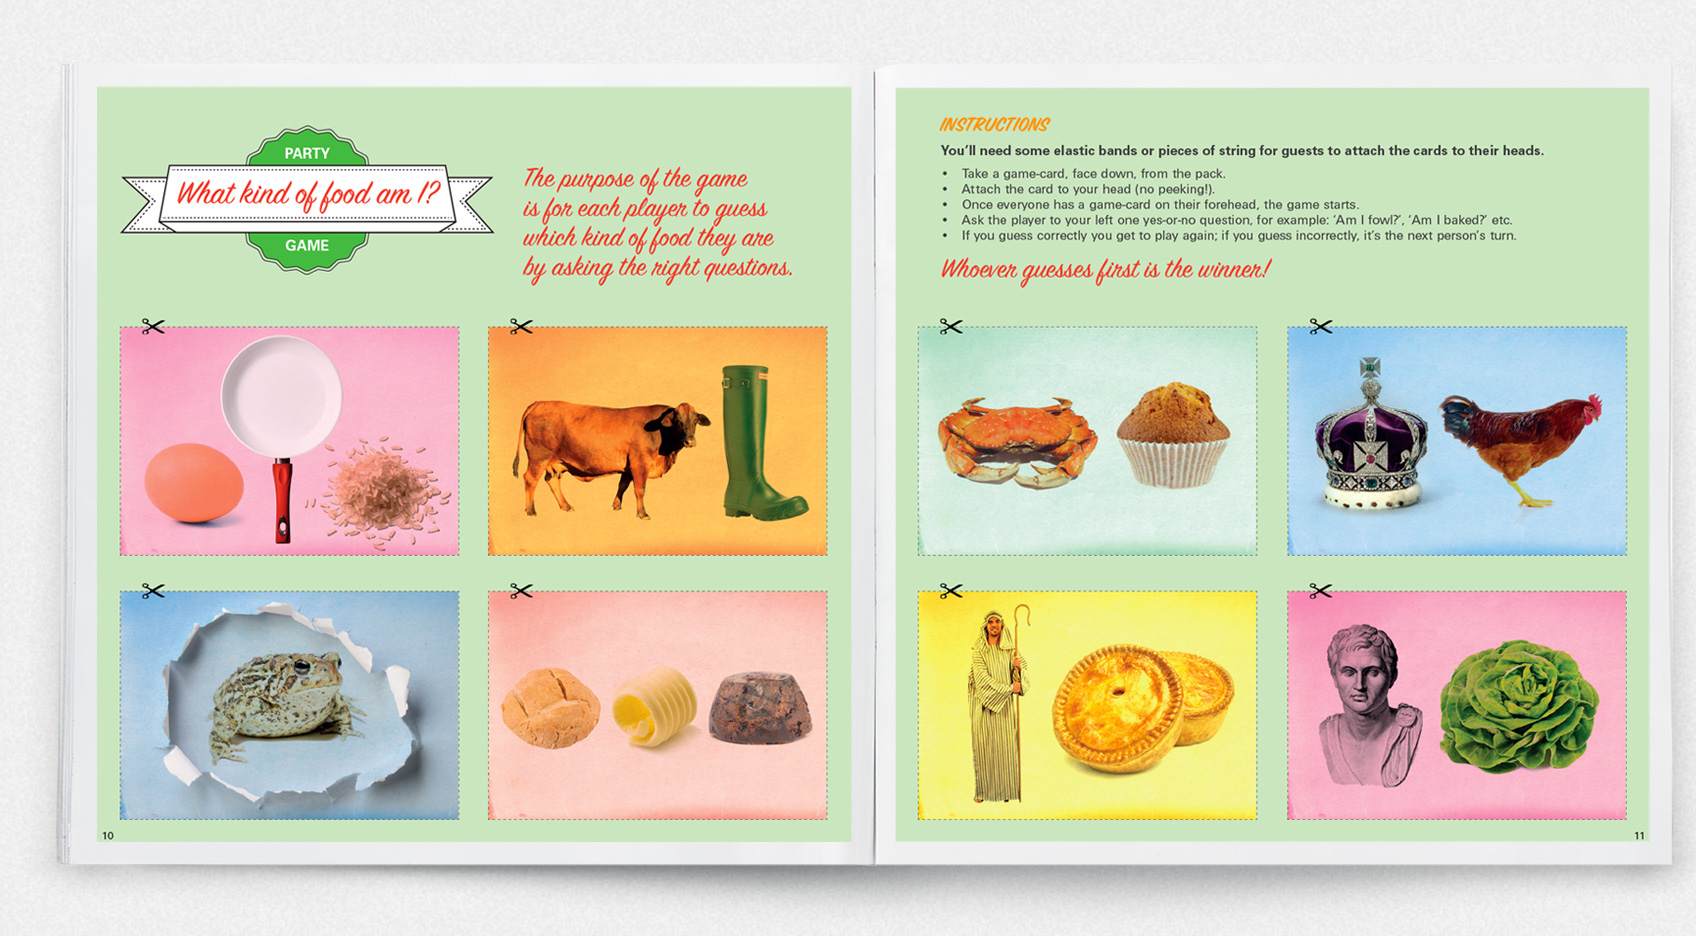 PARTY
What kind of food am I?
GAME
The purpose of the game
is for each player to guess
which kind of food they are
by asking the right questions.
10
INSTRUCTIONS
You’ll need some elastic bands or pieces of string for guests to attach the cards to their heads.
• Take a game-card, face down, from the pack.
• Attach the card to your head (no peeking!).
• Once everyone has a game-card on their forehead, the game starts.
• Ask the player to your left one yes-or-no question, for example: ‘Am I fowl?’, ‘Am I baked?’ etc.
• If you guess correctly you get to play again; if you guess incorrectly, it’s the next person’s turn.
Whoever guesses first is the winner!
11